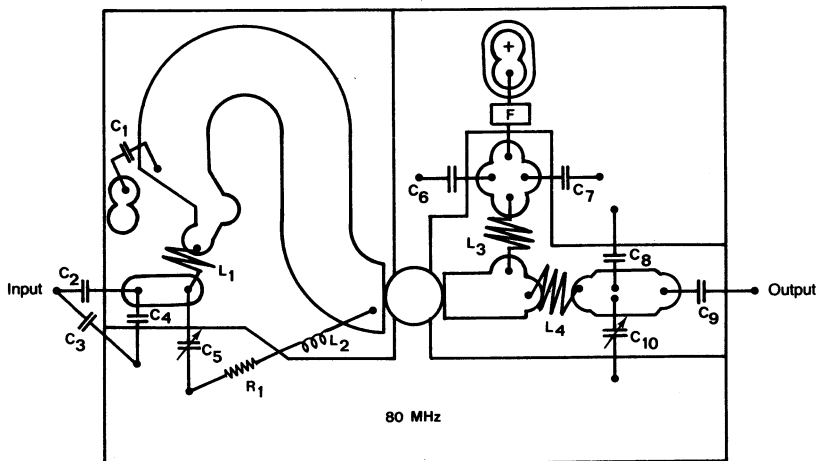 +
F
C1
C6
C7
L3
L1
C8
C2
Input
Output
C9
C4
L4
C3
C5
L2
C10
R1
80 MHz